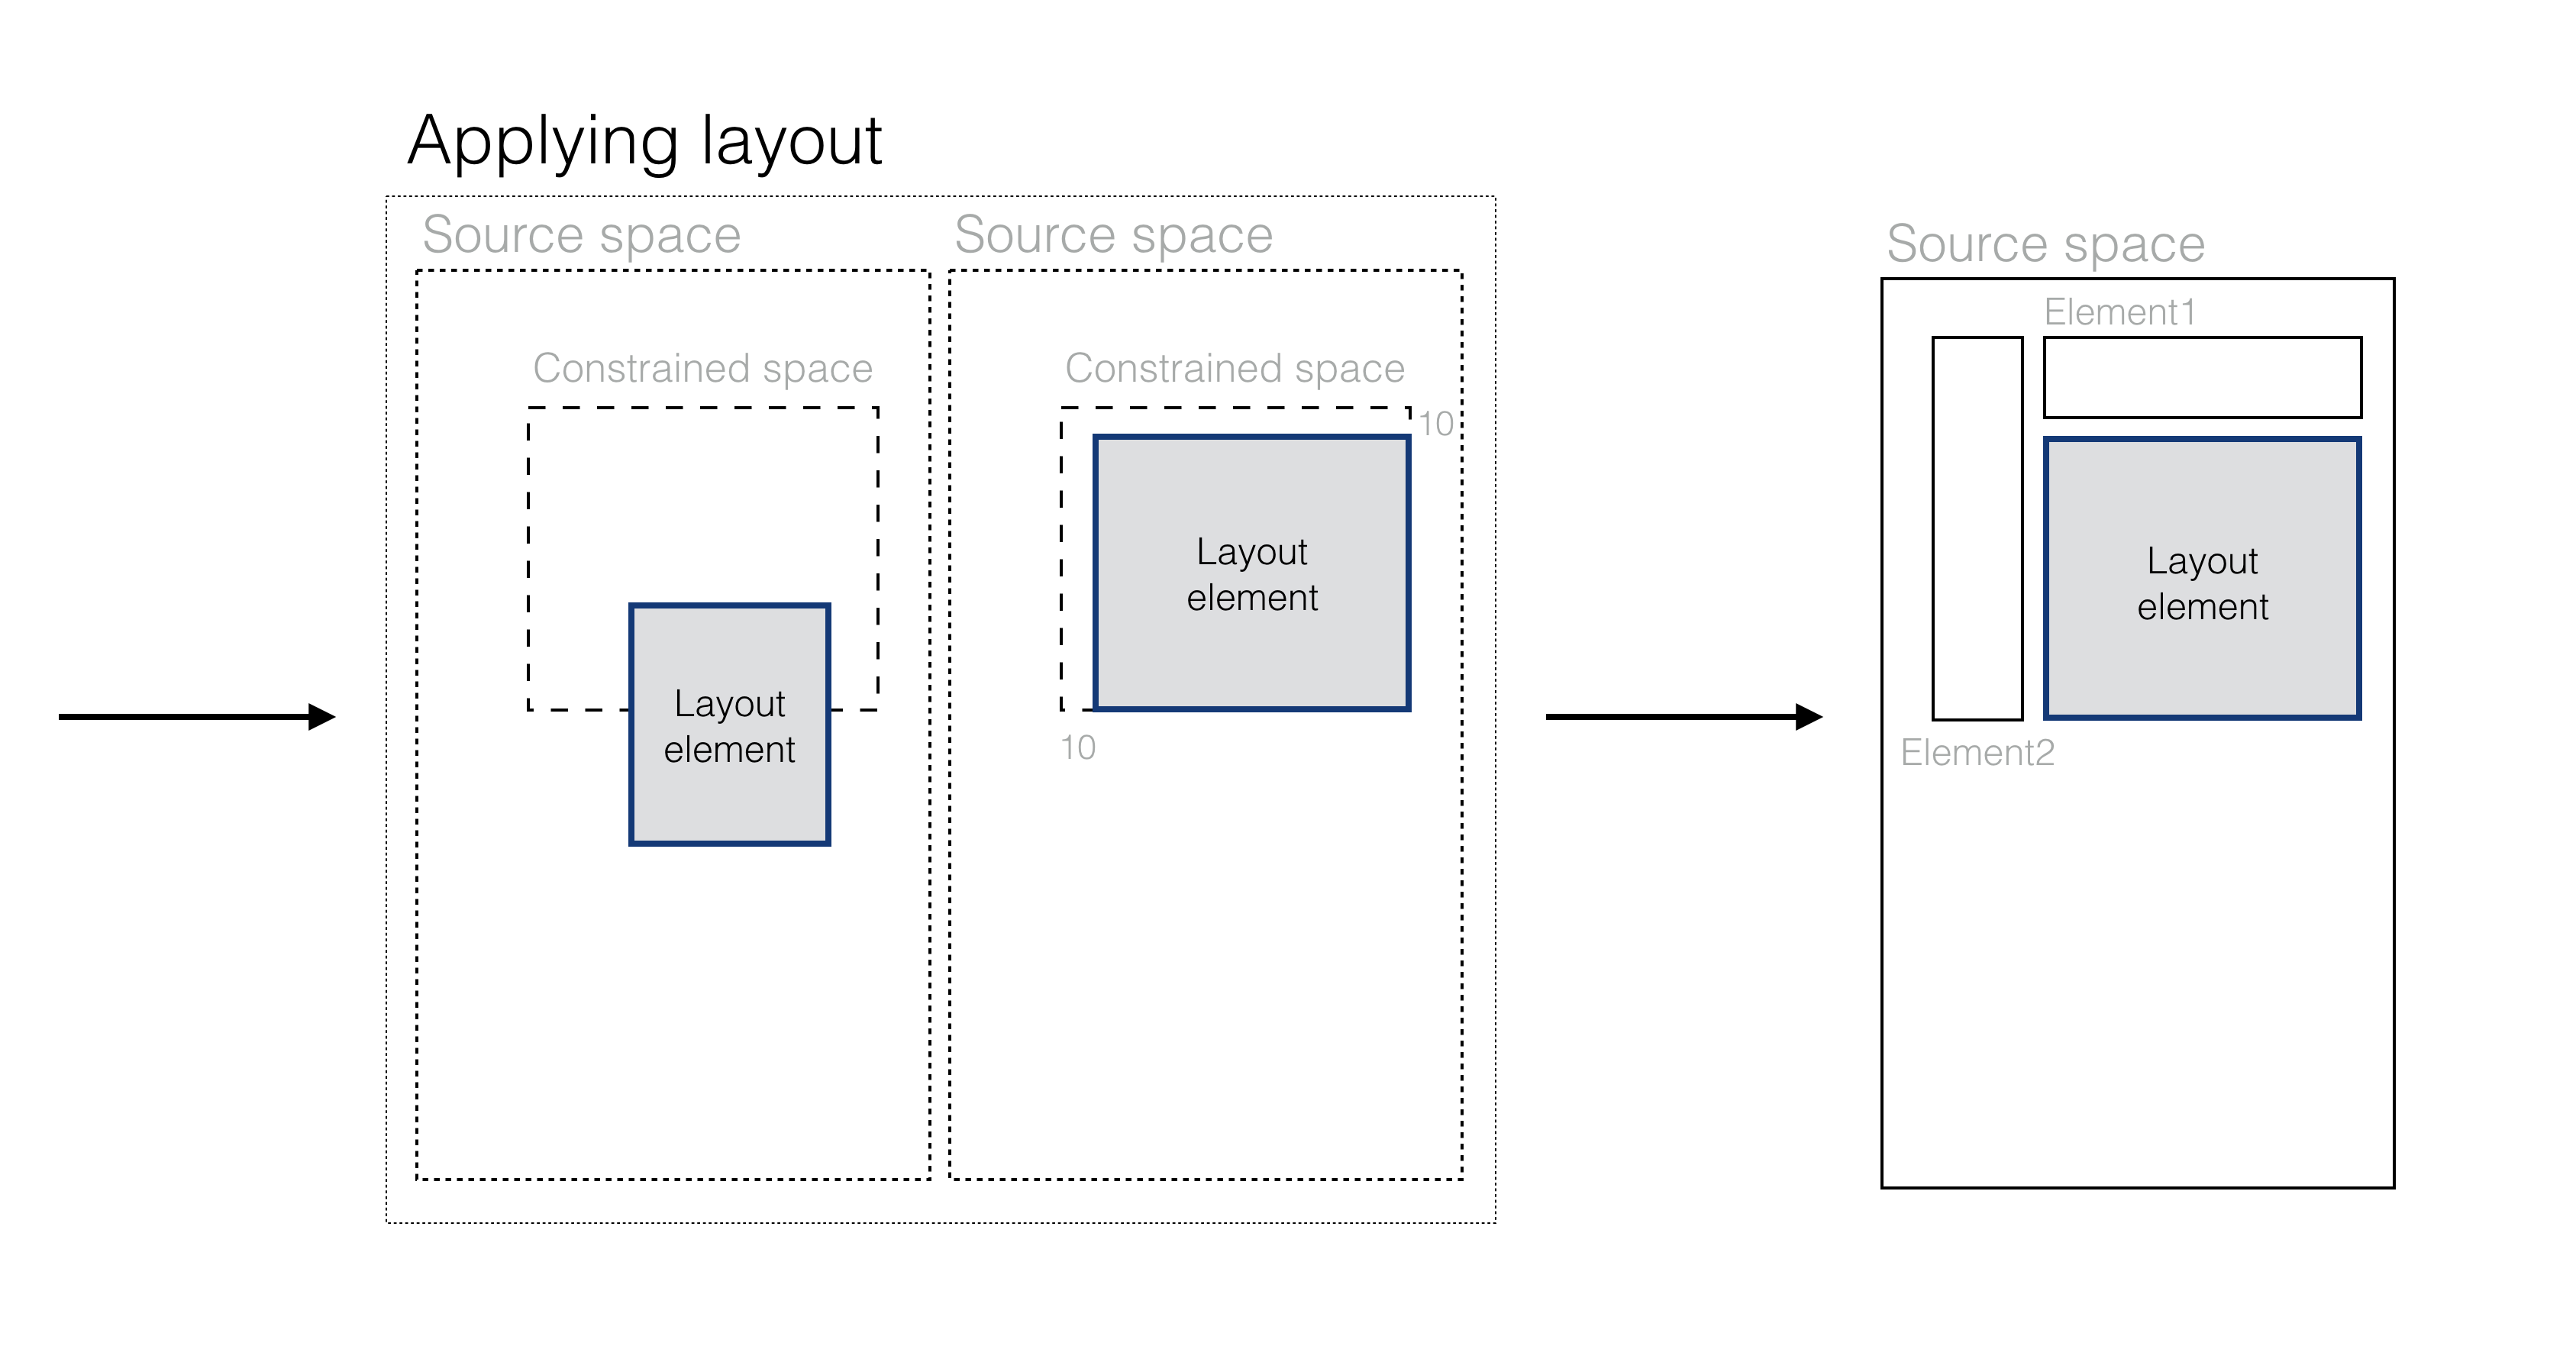 Applying layout
Source space
Constrained space
Layout
element
Source space
Constrained space
10
Layout
element
10
Source space
Element1
Layout
element
Element2